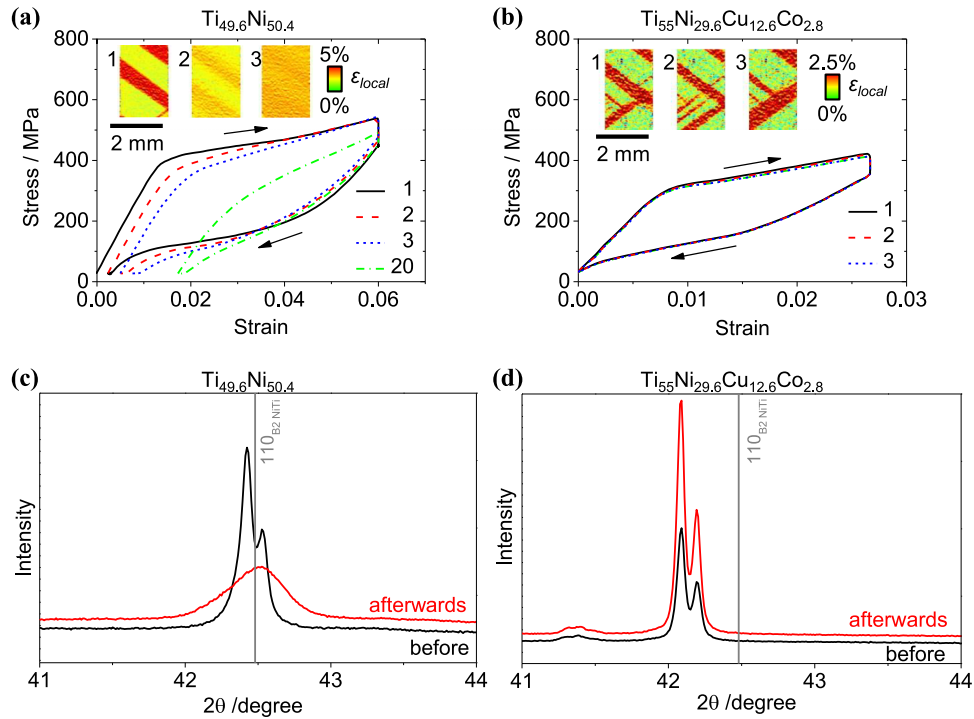 (a)
Ti49.6Ni50.4
800
600
400
200
0
Stress / MPa
0.00 0.02 0.04 0.06
Strain
1 2 3
5%
εlocal
0%
2 mm
1
2
3
20
(b)
Ti55Ni29.6Cu12.6Co2.8
800
600
400
200
0
Stress / MPa
0.00 0.01 0.02 0.03
Strain
1 2 3
2.5%
εlocal
0%
2 mm
1
2
3
(c)
Ti49.6Ni50.4
Intensity
110B2 NiTi
afterwards
before
41 42 43 44
2θ /degree
(d)
Ti55Ni29.6Cu12.6Co2.8
Intensity
110B2 NiTi
afterwards
before
41 42 43 44
2θ /degree